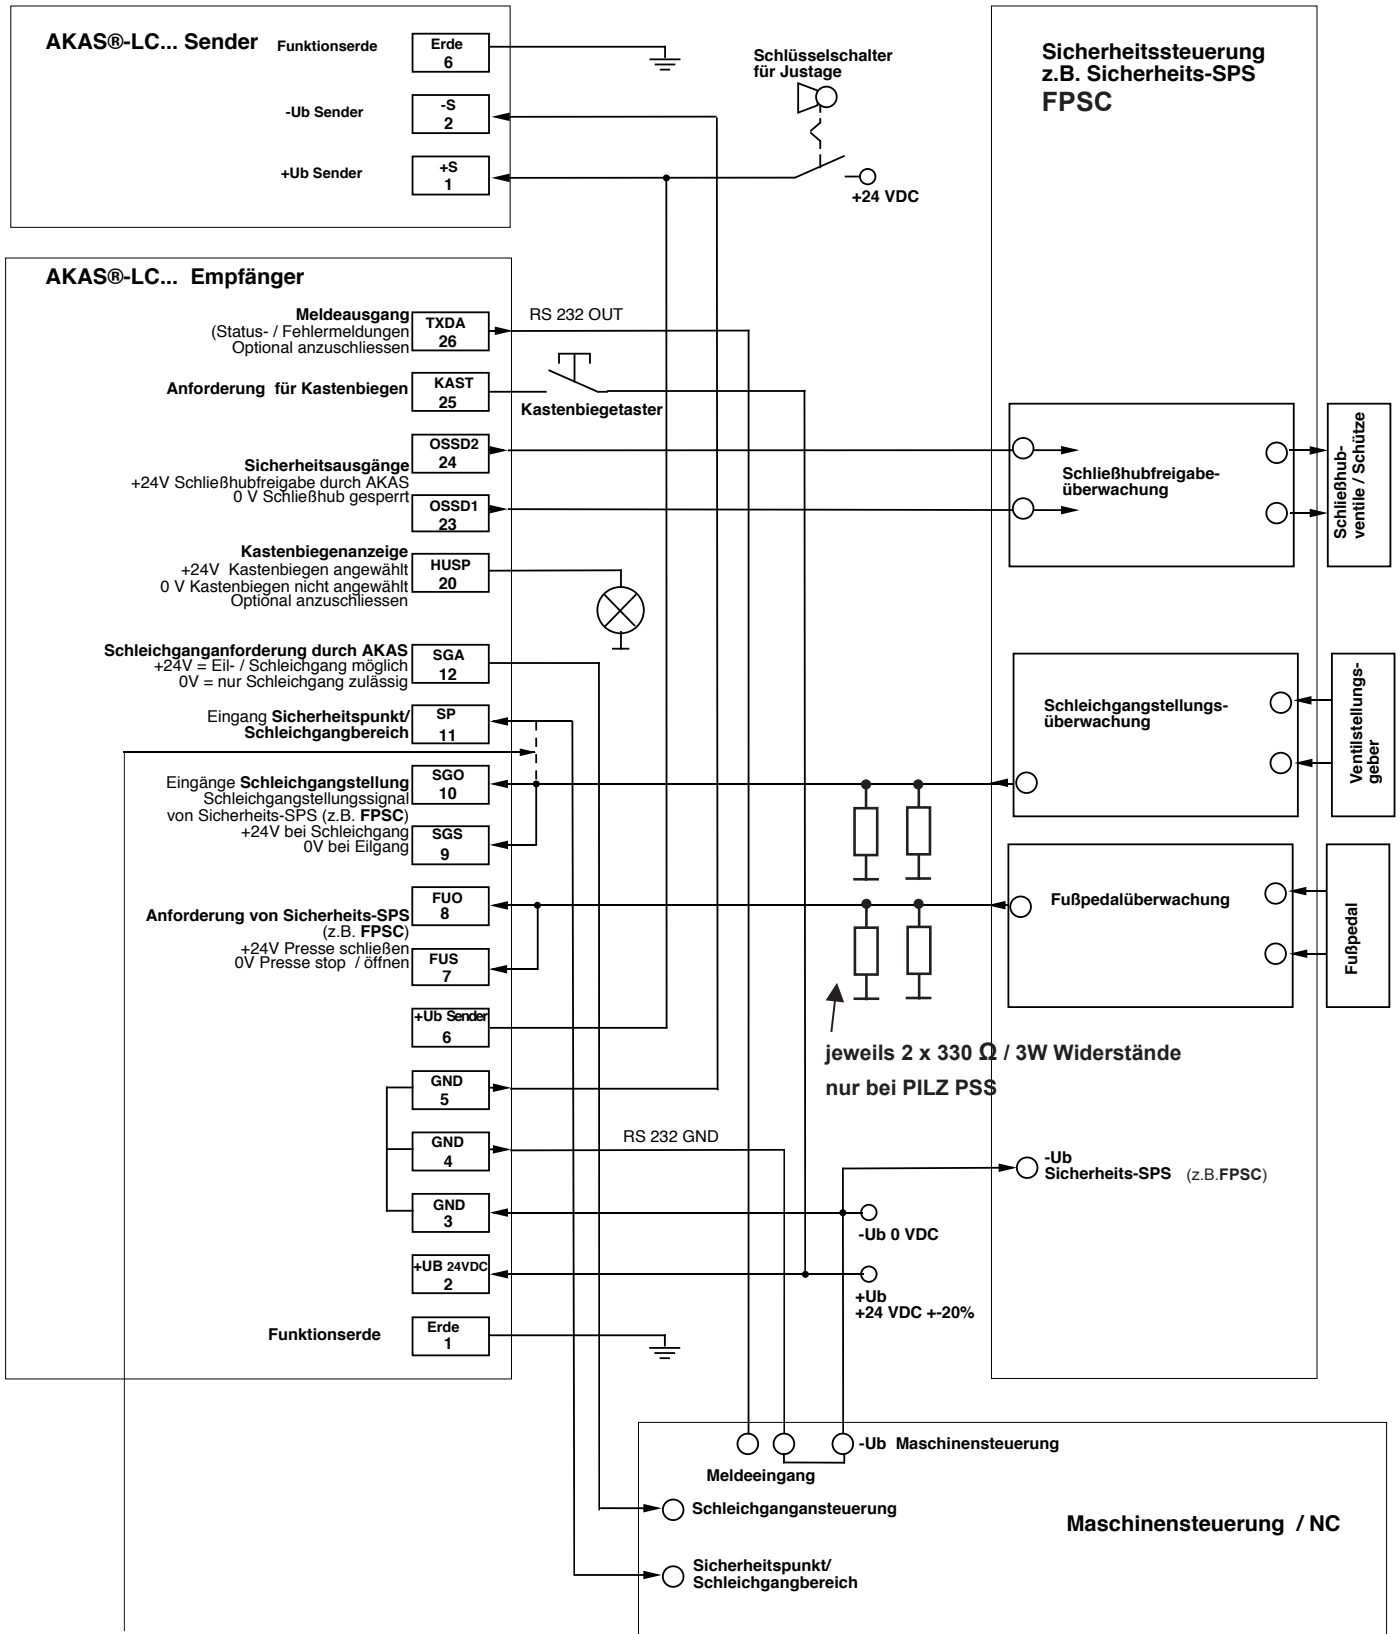 AKAS®-LC... Sender
Funktionserde
Erde
6
-Ub Sender
-S
2
+Ub Sender
+S
1
Schlüsselschalter
für Justage
+24 VDC
Sicherheitssteuerung
z.B. Sicherheits-SPS
FPSC
AKAS®-LC... Empfänger
Meldeausgang
(Status- / Fehlermeldungen
Optional anzuschliessen
TXDA
26
RS 232 OUT
Anforderung für Kastenbiegen
KAST
25
Kastenbiegetaster
Sicherheitsausgänge
+24V Schließhubfreigabe durch AKAS
0 V Schließhub gesperrt
OSSD2
24
OSSD1
23
Schließhubfreigabe-
überwachung
Schließhub-
ventile / Schütze
Kastenbiegenanzeige
+24V Kastenbiegen angewählt
0 V Kastenbiegen nicht angewählt
Optional anzuschliessen
HUSP
20
Schleichganganforderung durch AKAS
+24V = Eil- / Schleichgang möglich
0V = nur Schleichgang zulässig
SGA
12
Eingang Sicherheitspunkt/
Schleichgangbereich
SP
11
Eingänge Schleichgangstellung
Schleichgangstellungssignal
von Sicherheits-SPS (z.B. FPSC)
+24V bei Schleichgang
0V bei Eilgang
SGO
10
SGS
9
Schleichgangstellungs-
überwachung
Ventilstellungs-
geber
Anforderung von Sicherheits-SPS
(z.B. FPSC)
+24V Presse schließen
0V Presse stop / öffnen
FUO
8
FUS
7
Fußpedalüberwachung
Fußpedal
+Ub Sender
6
jeweils 2 x 330 Ω / 3W Widerstände
nur bei PILZ PSS
GND
5
GND
4
RS 232 GND
GND
3
-Ub
Sicherheits-SPS (z.B.FPSC)
-Ub 0 VDC
+UB 24VDC
2
+Ub
+24 VDC +-20%
Funktionserde
Erde
1
-Ub Maschinensteuerung
Meldeeingang
Schleichgangansteuerung
Maschinensteuerung / NC
Sicherheitspunkt/
Schleichgangbereich